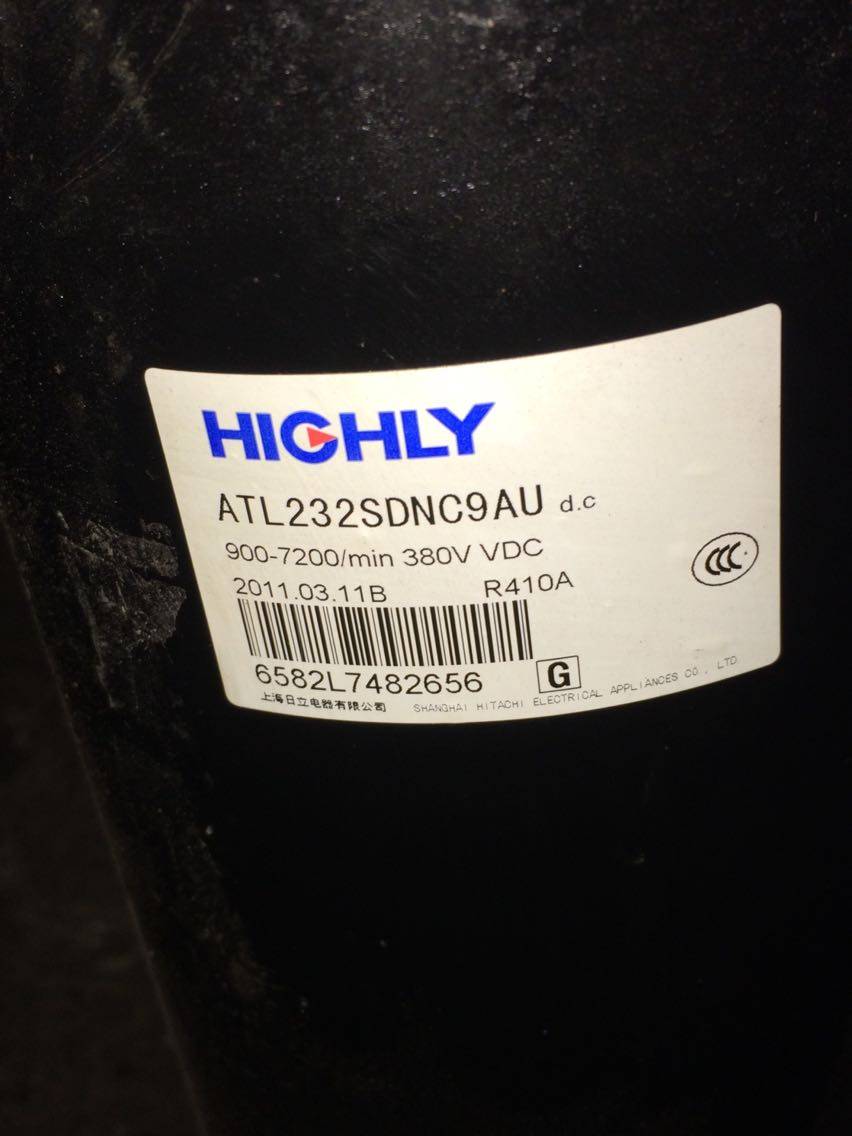 HIGHLY
ATL232SDNC9AU d.c
900-7200/min 380V VDC
CCC
2011.03.11B R410A
6582L7482656 G
上海日立电器有限公司 SHANGHAI HITACHI ELECTRICAL APPLIANCES CO., LTD